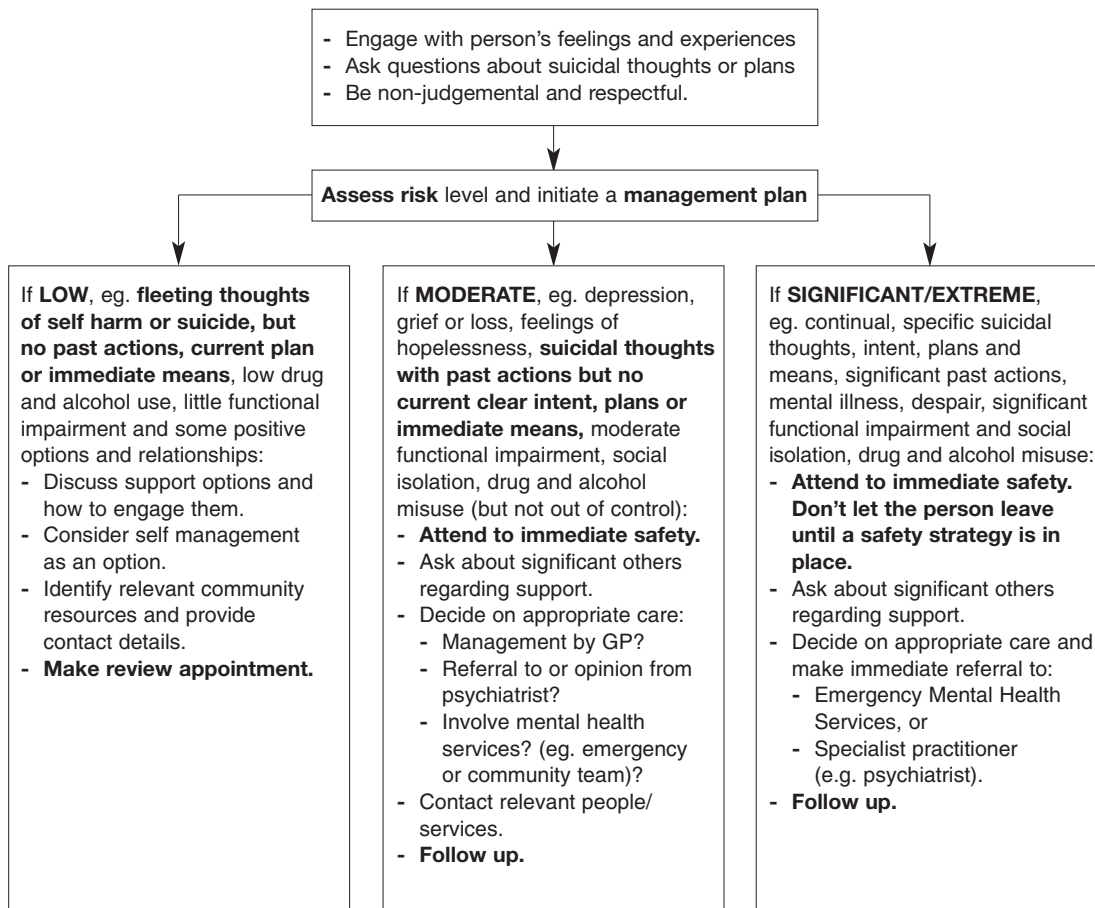 - Engage with person's feelings and experiences
- Ask questions about suicidal thoughts or plans
- Be non-judgemental and respectful.
Assess risk level and initiate a management plan
If LOW, eg. fleeting thoughts
of self harm or suicide, but
no past actions, current plan
or immediate means, low drug
and alcohol use, little functional
impairment and some positive
options and relationships:
- Discuss support options and
how to engage them.
- Consider self management
as an option.
- Identify relevant community
resources and provide
contact details.
- Make review appointment.
If MODERATE, eg. depression,
grief or loss, feelings of
hopelessness, suicidal thoughts
with past actions but no
current clear intent, plans or
immediate means, moderate
functional impairment, social
isolation, drug and alcohol
misuse (but not out of control):
- Attend to immediate safety.
- Ask about significant others
regarding support.
- Decide on appropriate care:
- Management by GP?
- Referral to or opinion from
psychiatrist?
- Involve mental health
services? (eg. emergency
or community team)?
- Contact relevant people/
services.
- Follow up.
If SIGNIFICANT/EXTREME,
eg. continual, specific suicidal
thoughts, intent, plans and
means, significant past actions,
mental illness, despair, significant
functional impairment and social
isolation, drug and alcohol misuse:
- Attend to immediate safety.
Don't let the person leave
until a safety strategy is in
place.
- Ask about significant others
regarding support.
- Decide on appropriate care and
make immediate referral to:
- Emergency Mental Health
Services, or
- Specialist practitioner
(e.g. psychiatrist).
- Follow up.